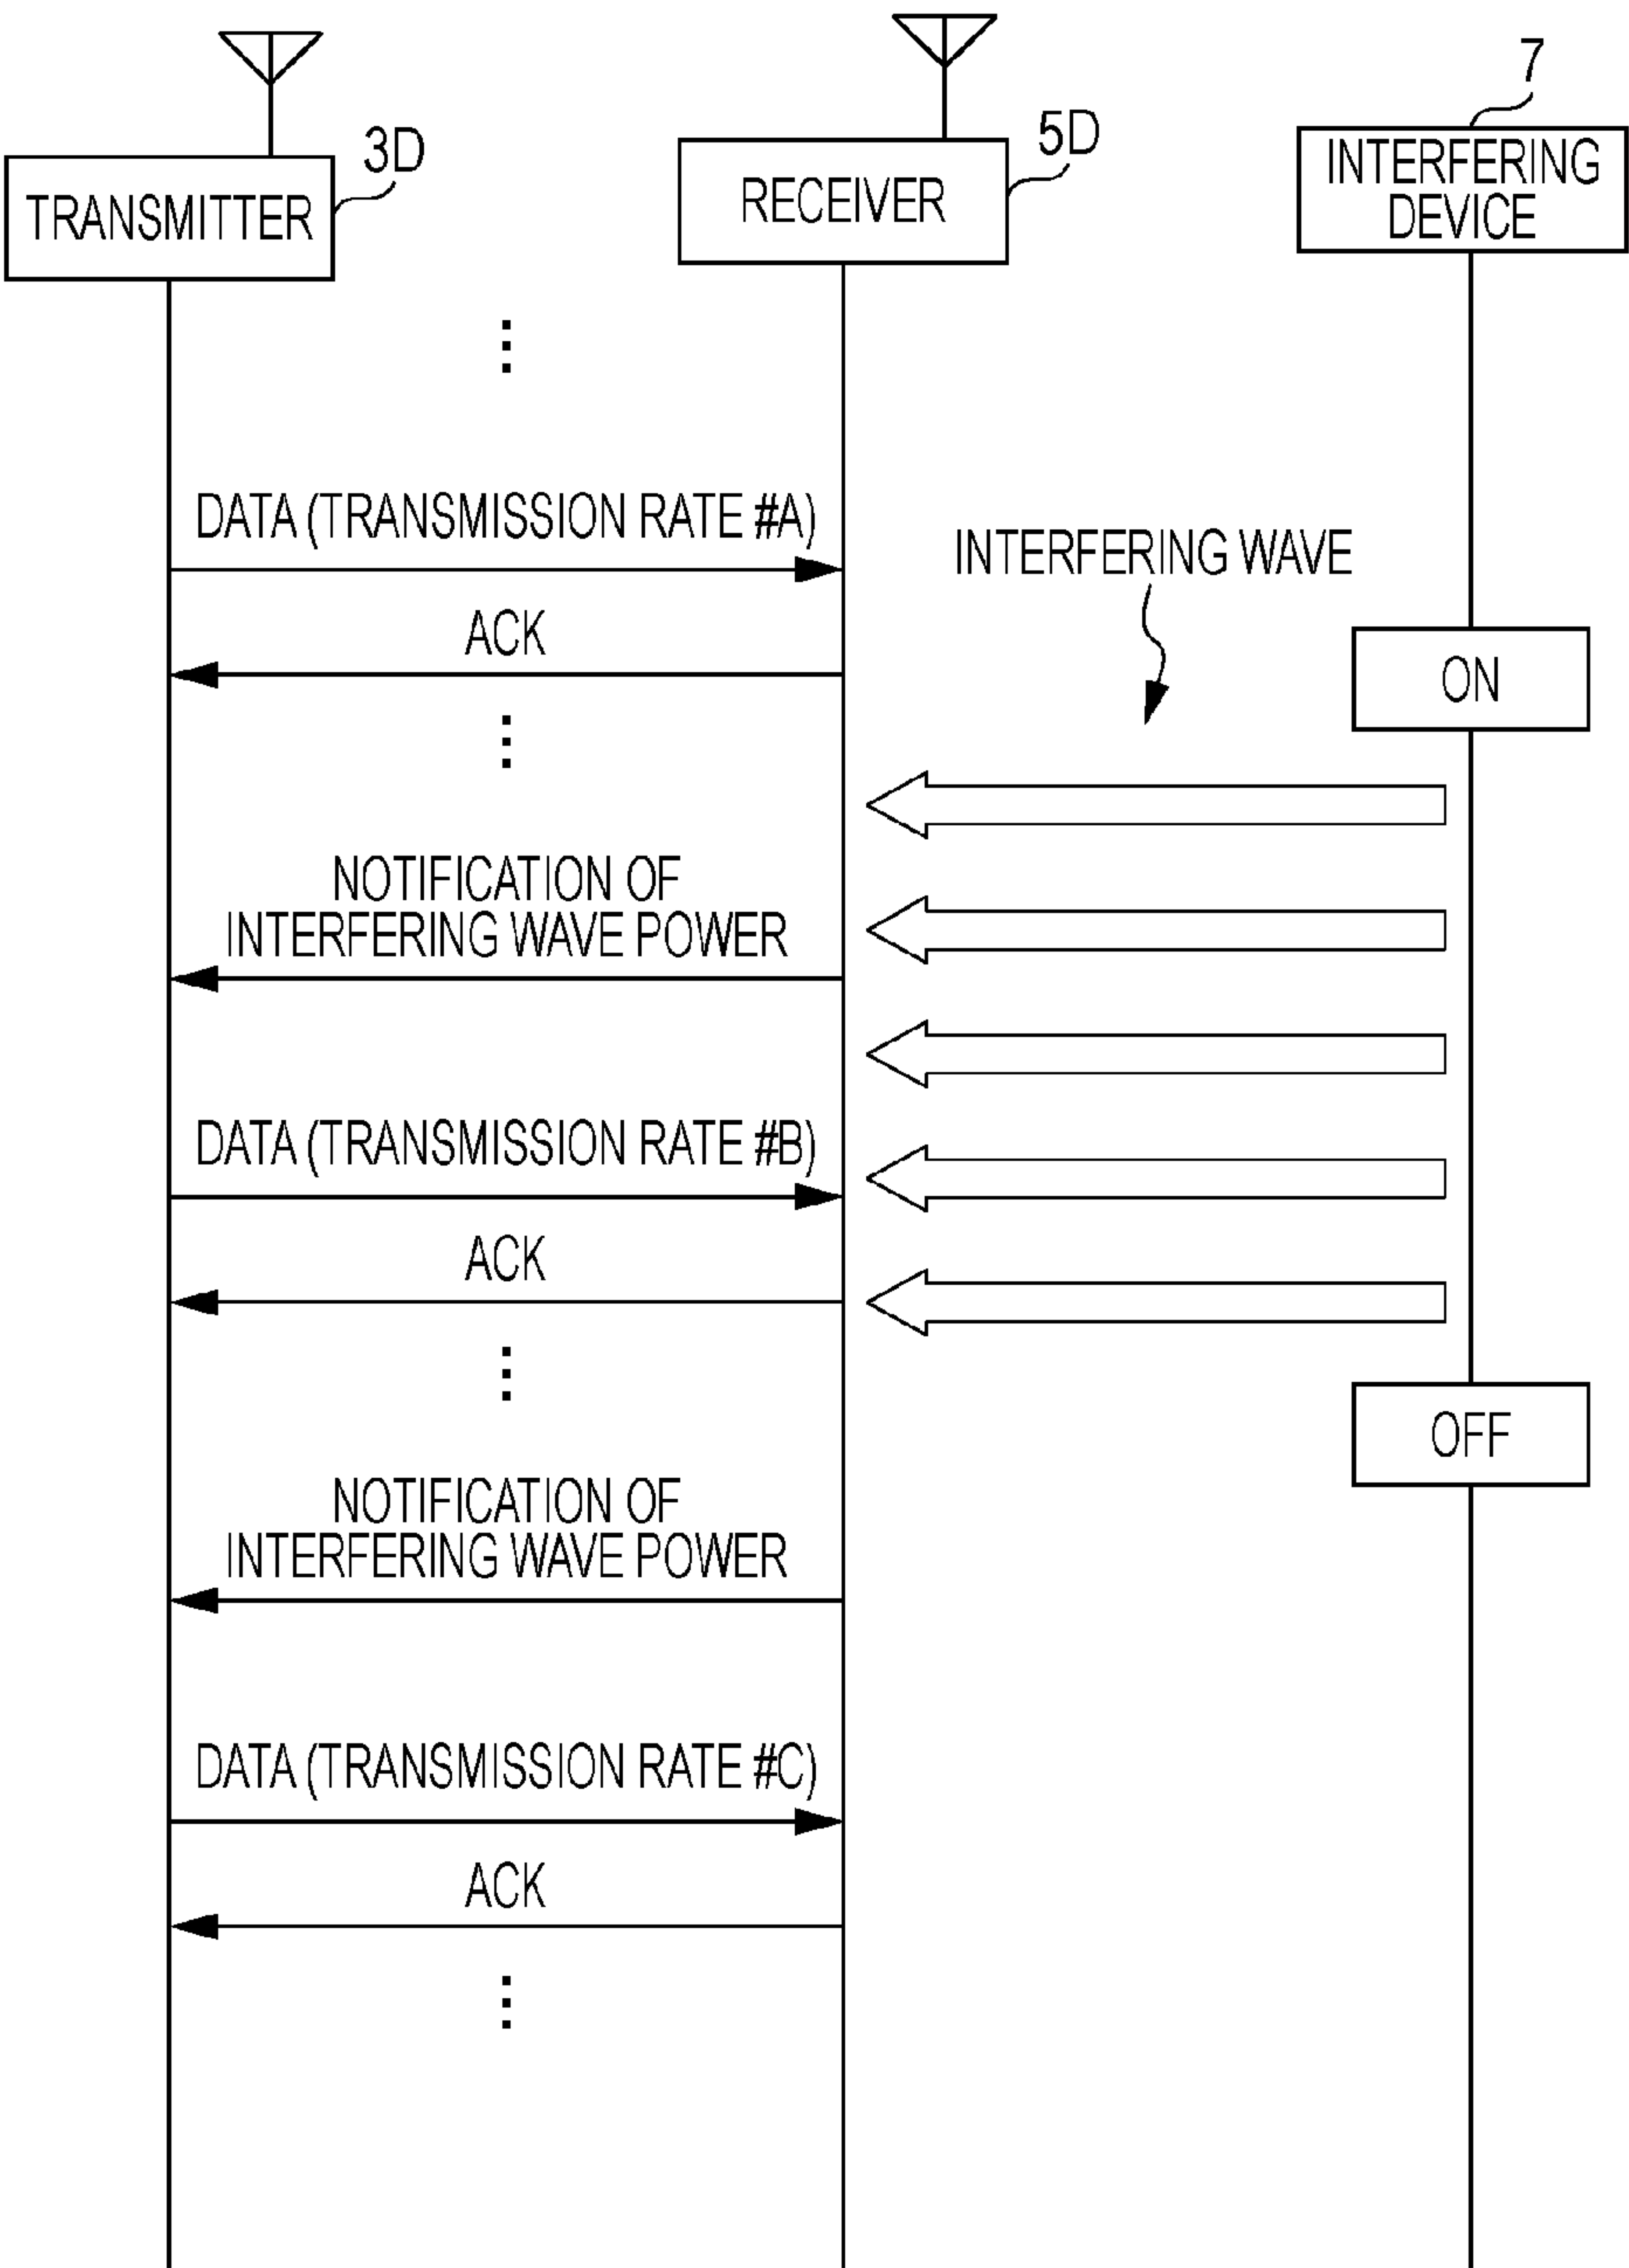 7
3D
5D
TRANSMITTER
RECEIVER
INTERFERING
DEVICE
DATA (TRANSMISSION RATE #A)
INTERFERING WAVE
ACK
ON
NOTIFICATION OF
INTERFERING WAVE POWER
DATA (TRANSMISSION RATE #B)
ACK
OFF
NOTIFICATION OF
INTERFERING WAVE POWER
DATA (TRANSMISSION RATE #C)
ACK